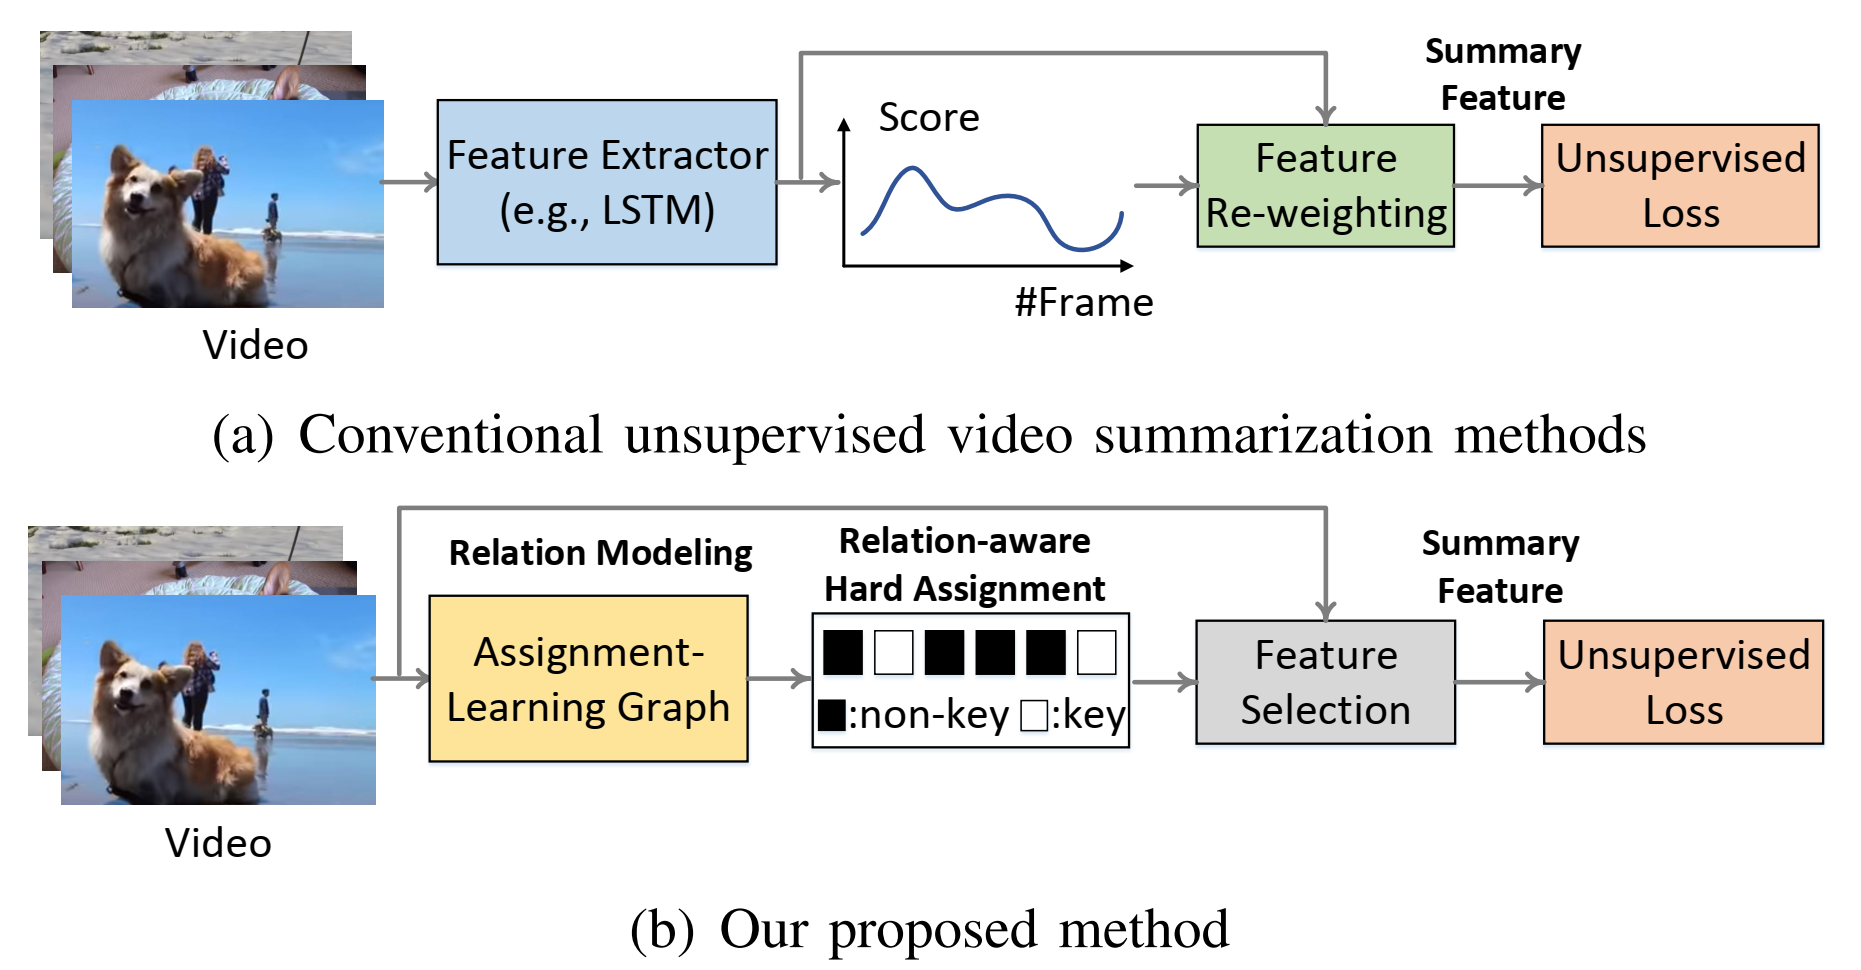 Summary
Feature
Score
Feature Extractor
(e.g., LSTM)
Feature
Re-weighting
Unsupervised
Loss
#Frame
Video
(a) Conventional unsupervised video summarization methods
Relation Modeling
Relation-aware
Hard Assignment
Summary
Feature
Assignment-
Learning Graph
:non-key :key
Feature
Selection
Unsupervised
Loss
Video
(b) Our proposed method